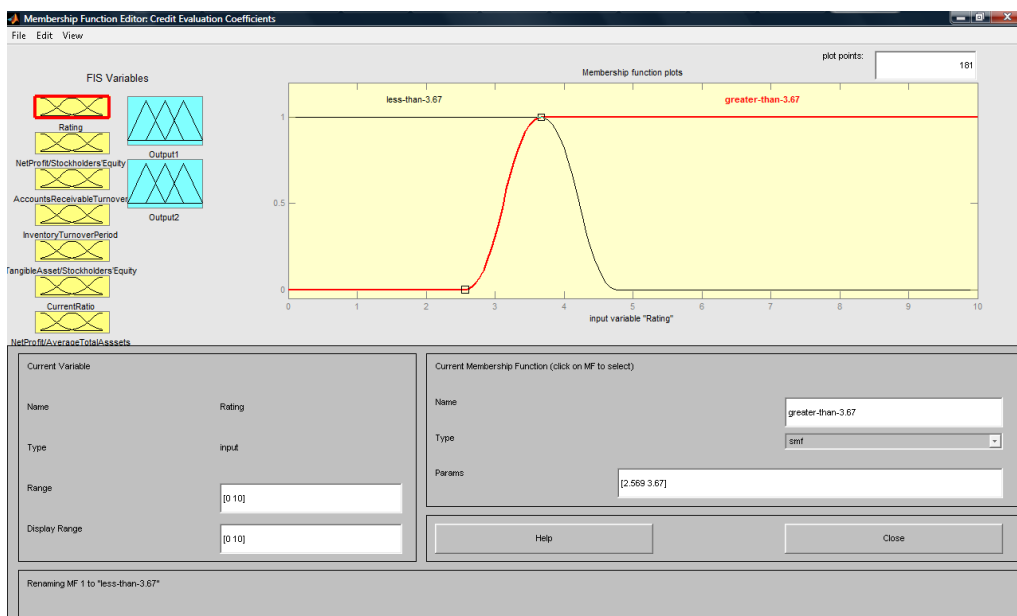 Membership Function Editor: Credit Evaluation Coefficients
File Edit View
FIS Variables
Rating
NetProfit/Stockholders'Equity
AccountsReceivableTurnover
InventoryTurnoverPeriod
TangibleAsset/Stockholders'Equity
CurrentRatio
NetProfit/AverageTotalAsssets
Output1
Output2
plot points:
181
Membership function plots
less-than-3.67
greater-than-3.67
1
0.5
0
0 1 2 3 4 5 6 7 8 9 10
input variable "Rating"
Current Variable
Name Rating
Type input
Range [0 10]
Display Range [0 10]
Current Membership Function (click on MF to select)
Name greater-than-3.67
Type smf
Params [2.569 3.67]
Help Close
Renaming MF 1 to "less-than-3.67"